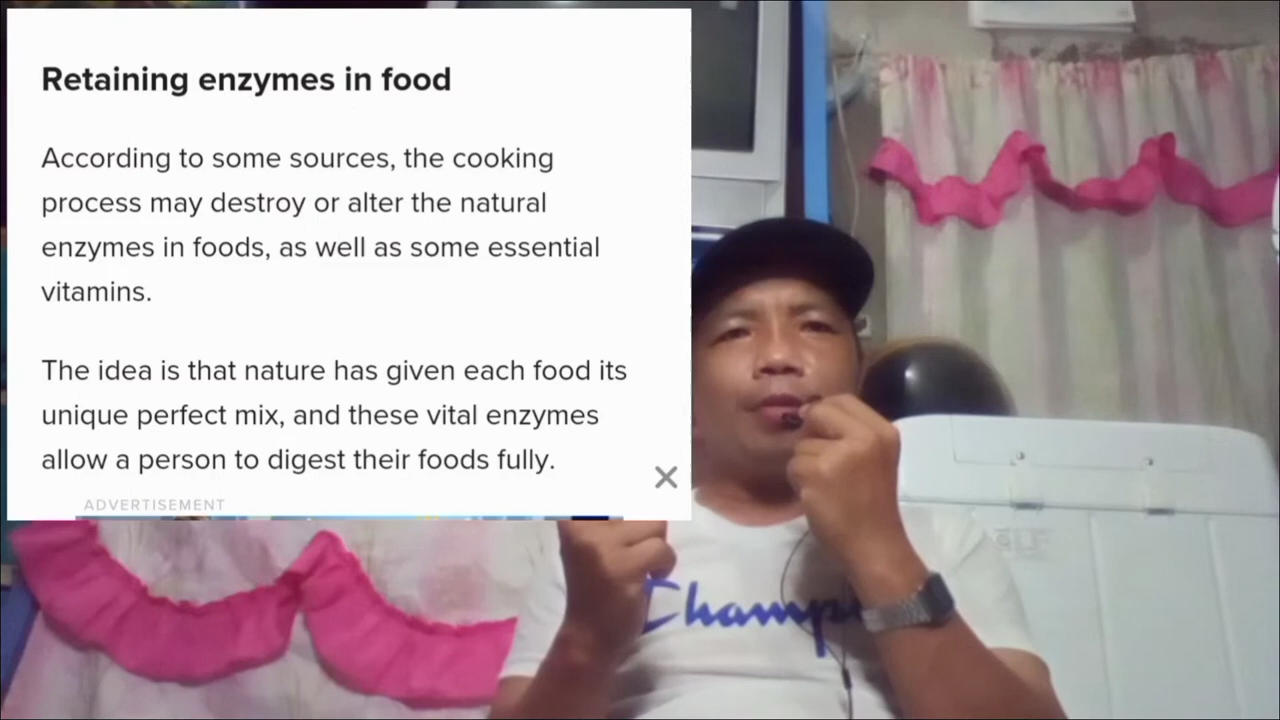 Retaining enzymes in food
According to some sources, the cooking
process may destroy or alter the natural
enzymes in foods, as well as some essential
vitamins.
The idea is that nature has given each food its
unique perfect mix, and these vital enzymes
allow a person to digest their foods fully.
ADVERTISEMENT